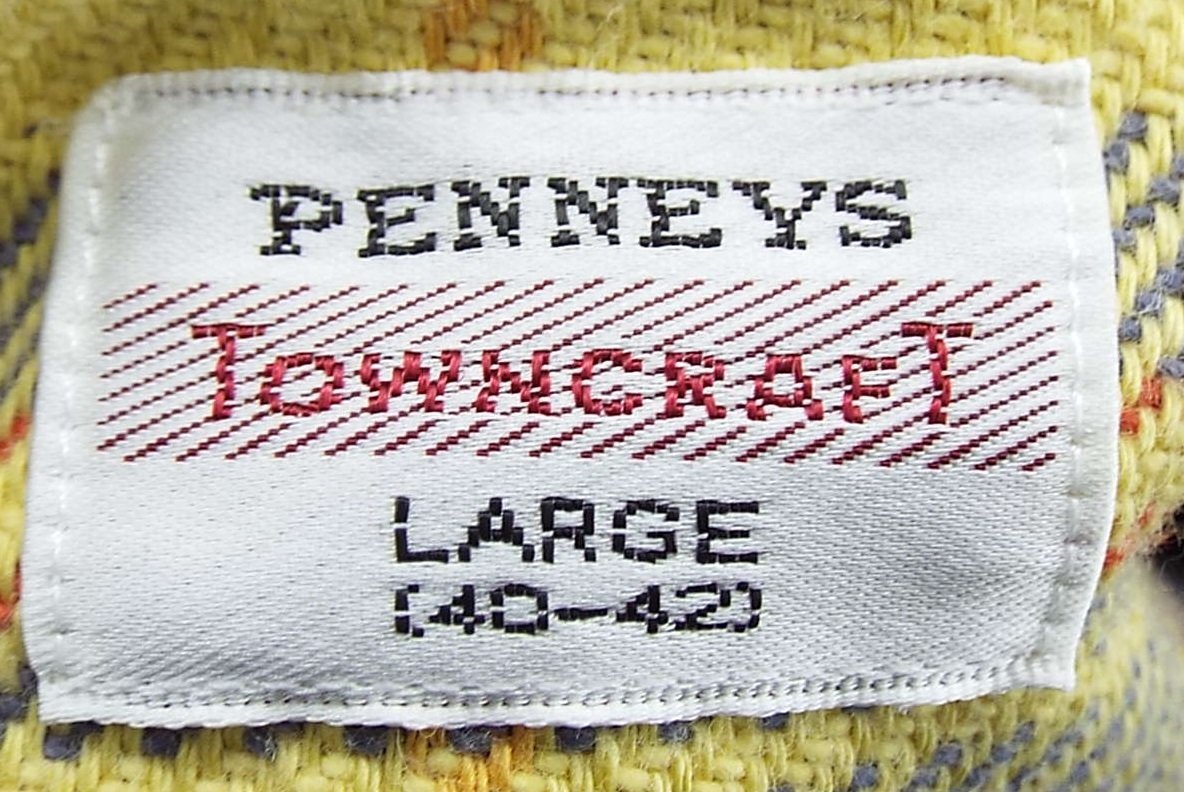 PENNEYS
TOWNCRAFT
LARGE
(40-42)